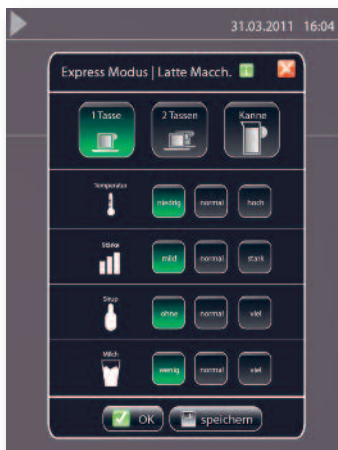 31.03.2011 16:04
Express Modus | Latte Macch.
1 Tasse 2 Tassen Kanne
Temperatur
niedrig normal hoch
Stärke
mild normal stark
Sirup
ohne normal viel
Milch
wenig normal viel
OK speichern